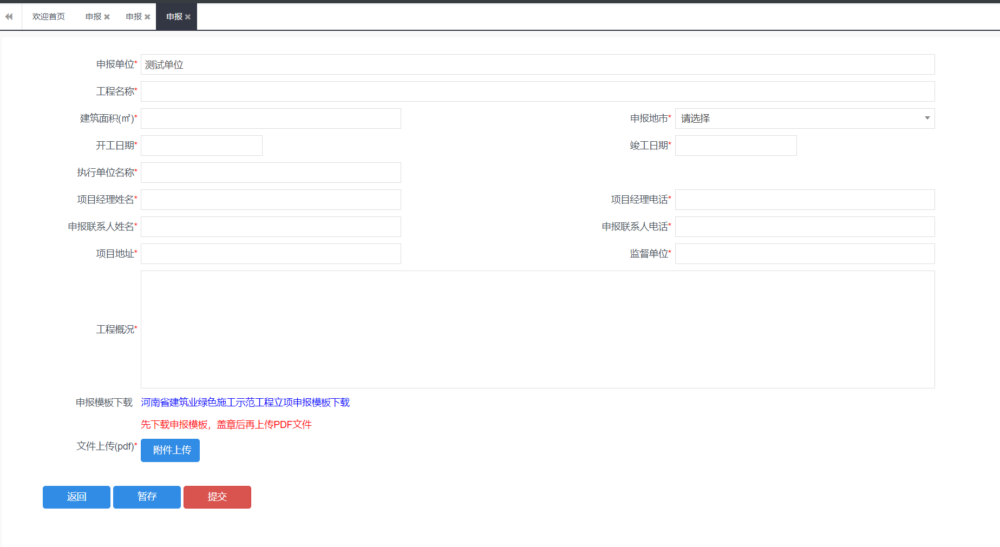 欢迎首页 申报 申报 申报
申报单位* 测试单位
工程名称*
建筑面积(㎡)* 申报地市* 请选择
开工日期* 竣工日期*
执行单位名称*
项目经理姓名* 项目经理电话*
申报联系人姓名* 申报联系人电话*
项目地址* 监督单位*
工程概况*
申报模板下载 河南省建筑业绿色施工示范工程立项申报模板下载
先下载申报模板，盖章后再上传PDF文件
文件上传(pdf)* 附件上传
返回 暂存 提交